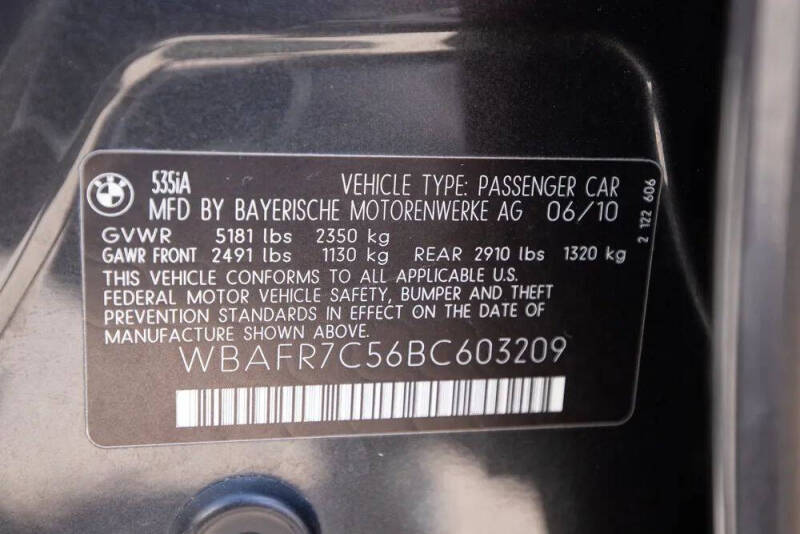 BMW
535iA
VEHICLE TYPE: PASSENGER CAR
MFD BY BAYERISCHE MOTORENWERKE AG 06/10
GVWR 5181 lbs 2350 kg
GAWR FRONT 2491 lbs 1130 kg REAR 2910 lbs 1320 kg
THIS VEHICLE CONFORMS TO ALL APPLICABLE U.S.
FEDERAL MOTOR VEHICLE SAFETY, BUMPER AND THEFT
PREVENTION STANDARDS IN EFFECT ON THE DATE OF
MANUFACTURE SHOWN ABOVE.
WBAFR7C56BC603209
2 122 606